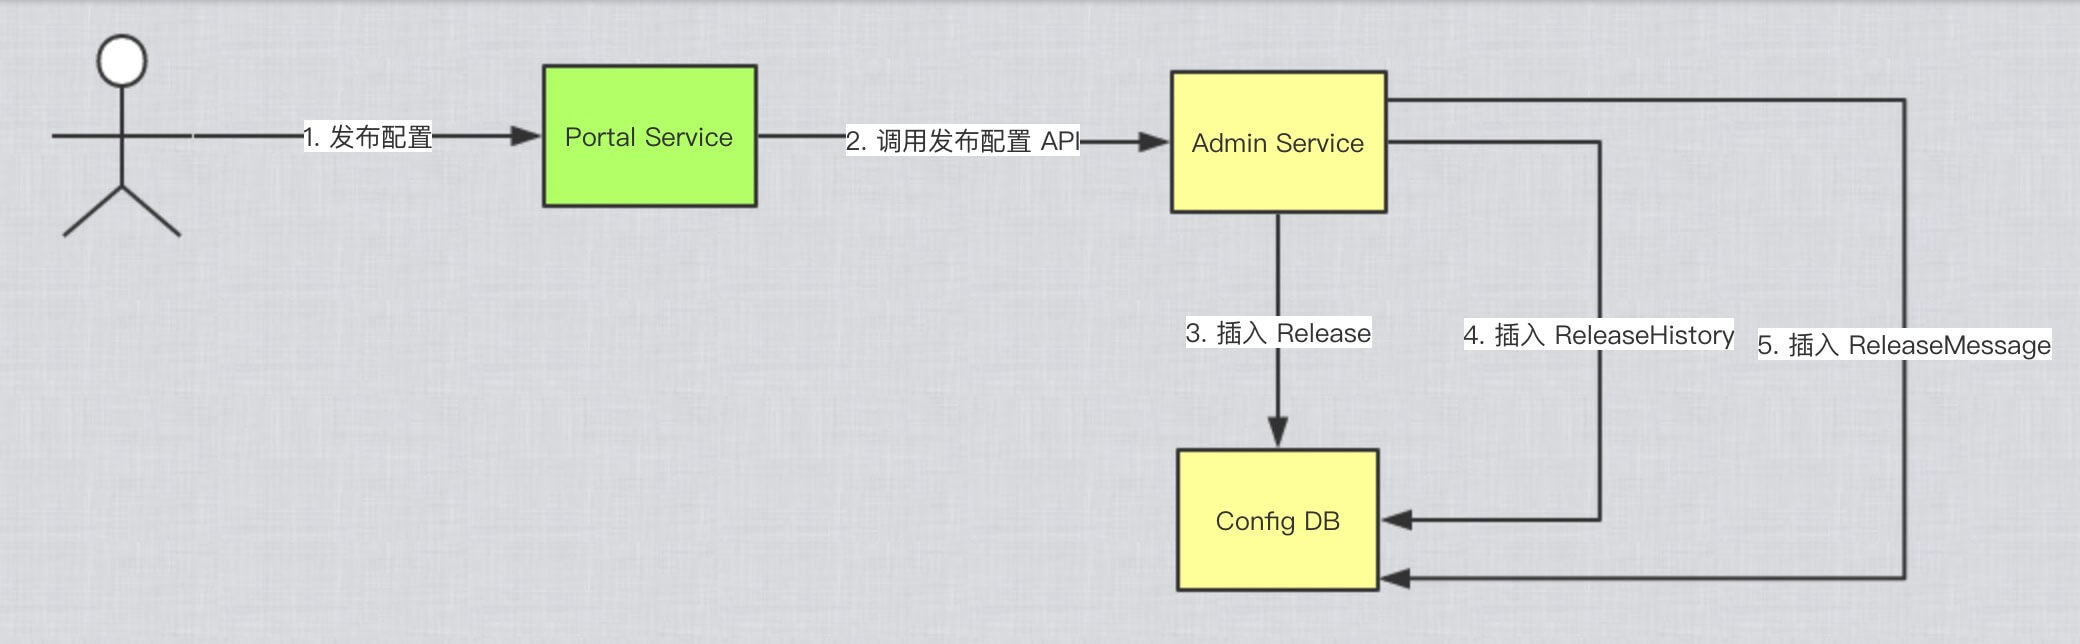 1. 发布配置
Portal Service
2. 调用发布配置 API
Admin Service
3. 插入 Release
4. 插入 ReleaseHistory
5. 插入 ReleaseMessage
Config DB